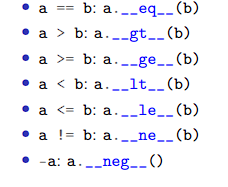 • a == b: a.__eq__(b)
• a > b: a.__gt__(b)
• a >= b: a.__ge__(b)
• a < b: a.__lt__(b)
• a <= b: a.__le__(b)
• a != b: a.__ne__(b)
• -a: a.__neg__()